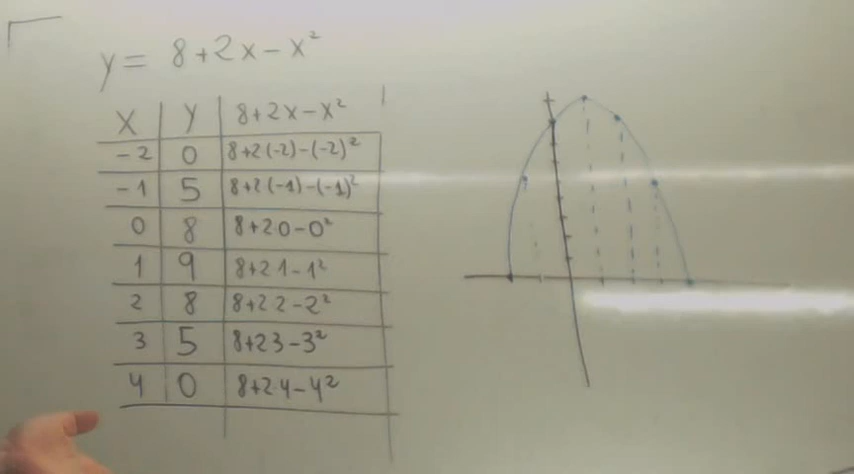 y = 8+2x-x²
X Y 8+2x-x²
-2 0 8+2(-2)-(-2)²
-1 5 8+2(-1)-(-1)²
0 8 8+2·0-0²
1 9 8+2·1-1²
2 8 8+2·2-2²
3 5 8+2·3-3²
4 0 8+2·4-4²